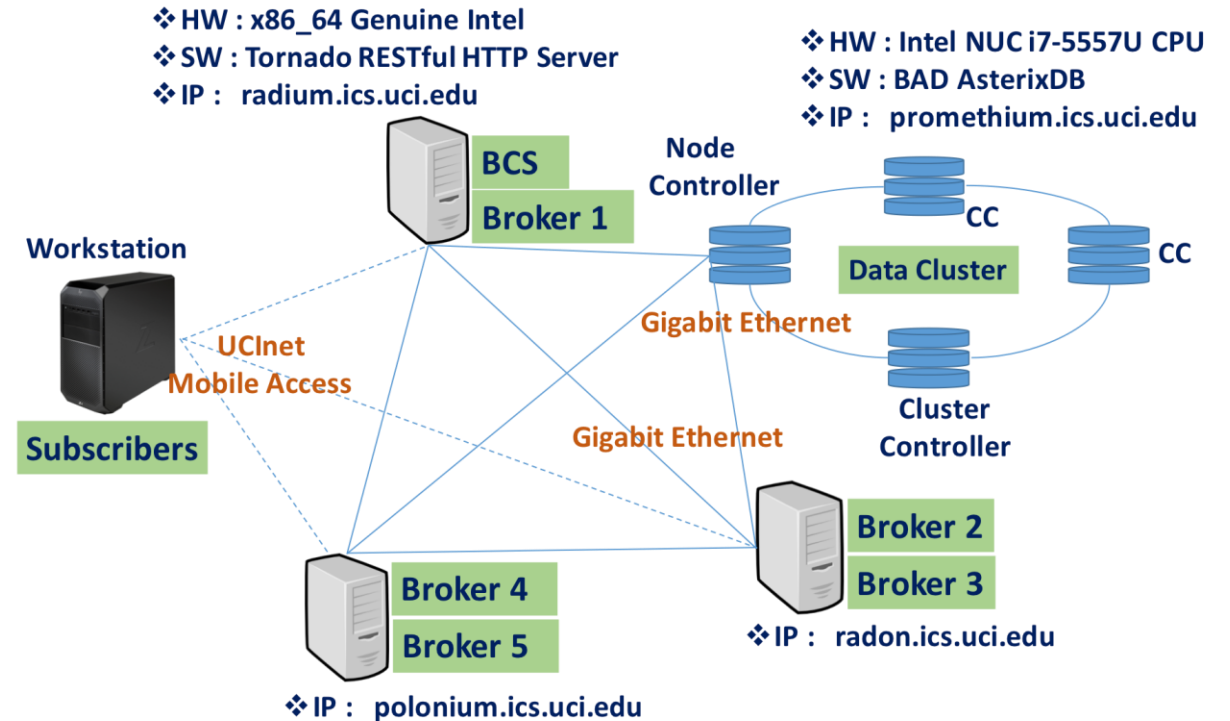 ❖ HW : x86_64 Genuine Intel
❖ SW : Tornado RESTful HTTP Server
❖ IP : radium.ics.uci.edu
❖ HW : Intel NUC i7-5557U CPU
❖ SW : BAD AsterixDB
❖ IP : promethium.ics.uci.edu
BCS
Broker 1
Node
Controller
CC
CC
Data Cluster
Workstation
Subscribers
UCInet
Mobile Access
Gigabit Ethernet
Gigabit Ethernet
Cluster
Controller
Broker 2
Broker 3
❖ IP : radon.ics.uci.edu
Broker 4
Broker 5
❖ IP : polonium.ics.uci.edu